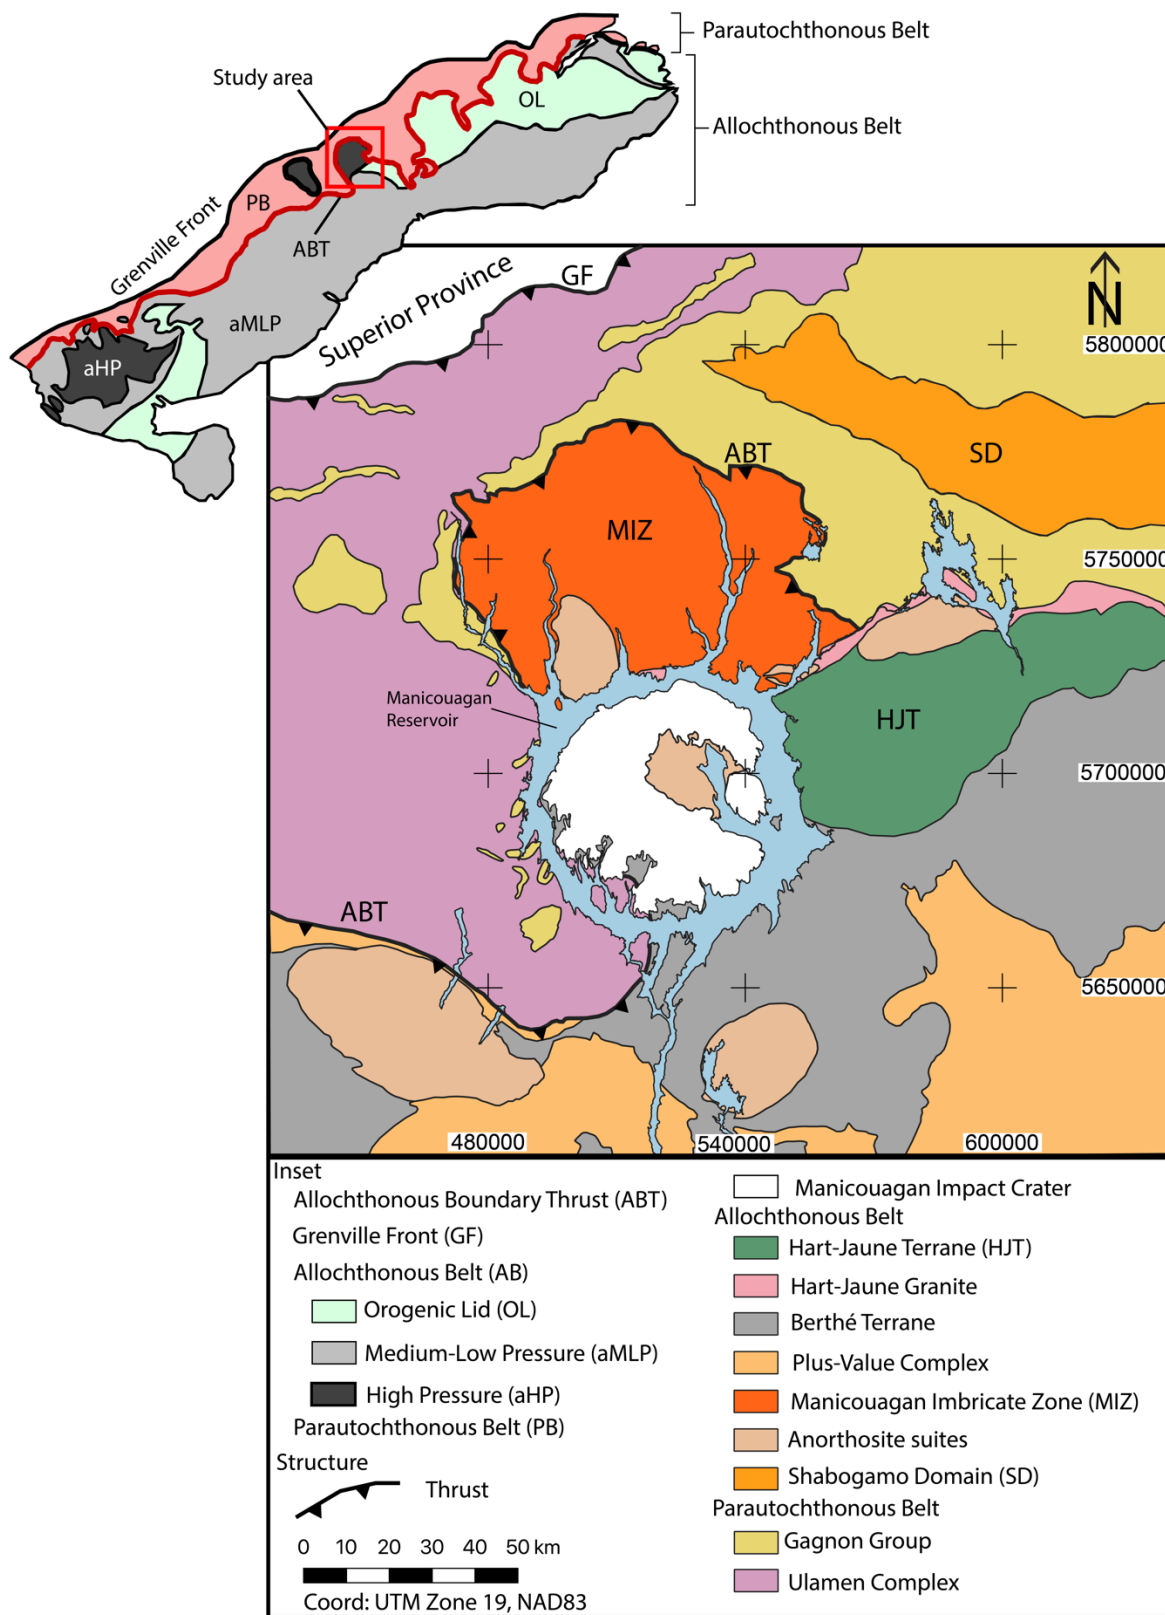 Parautochthonous Belt
Study area
OL
Allochthonous Belt
PB
Grenville Front
ABT
aMLP
aHP
Superior Province
GF
N
5800000
ABT
SD
MIZ
5750000
Manicouagan
Reservoir
HJT
5700000
ABT
5650000
480000
540000
600000
Inset
Allochthonous Boundary Thrust (ABT)
Grenville Front (GF)
Allochthonous Belt (AB)
Orogenic Lid (OL)
Medium-Low Pressure (aMLP)
High Pressure (aHP)
Parautochthonous Belt (PB)
Structure
Thrust
0 10 20 30 40 50 km
Coord: UTM Zone 19, NAD83
Manicouagan Impact Crater
Allochthonous Belt
Hart-Jaune Terrane (HJT)
Hart-Jaune Granite
Berthé Terrane
Plus-Value Complex
Manicouagan Imbricate Zone (MIZ)
Anorthosite suites
Shabogamo Domain (SD)
Parautochthonous Belt
Gagnon Group
Ulamen Complex